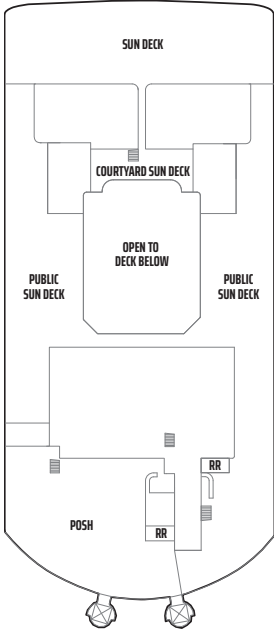 SUN DECK
COURTYARD SUN DECK
OPEN TO
DECK BELOW
PUBLIC
SUN DECK
PUBLIC
SUN DECK
RR
POSH
RR